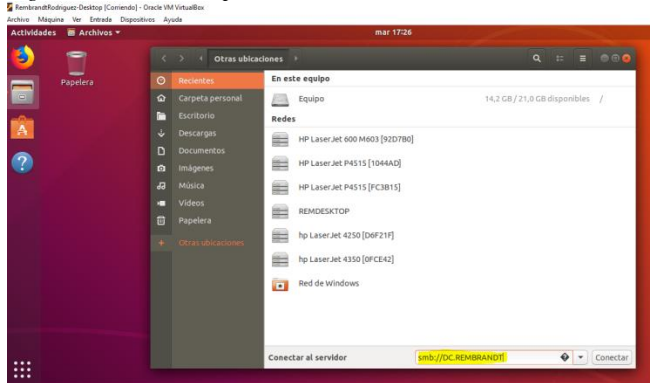 RembrandtRodriguez-Desktop [Corriendo] - Oracle VM VirtualBox
Archivo Máquina Ver Entrada Dispositivos Ayuda
Actividades Archivos mar 17:26
Otras ubicaciones
Papelera
Recientes
Carpeta personal
Escritorio
Descargas
Documentos
Imágenes
Música
Vídeos
Papelera
Otras ubicaciones
En este equipo
Equipo 14,2 GB / 21,0 GB disponibles /
Redes
HP LaserJet 600 M603 [92D7B0]
HP LaserJet P4515 [1044AD]
HP LaserJet P4515 [FC3B15]
REMDESKTOP
hp LaserJet 4250 [D6F21F]
hp LaserJet 4350 [0FCE42]
Red de Windows
Conectar al servidor smb://DC.REMBRANDT Conectar